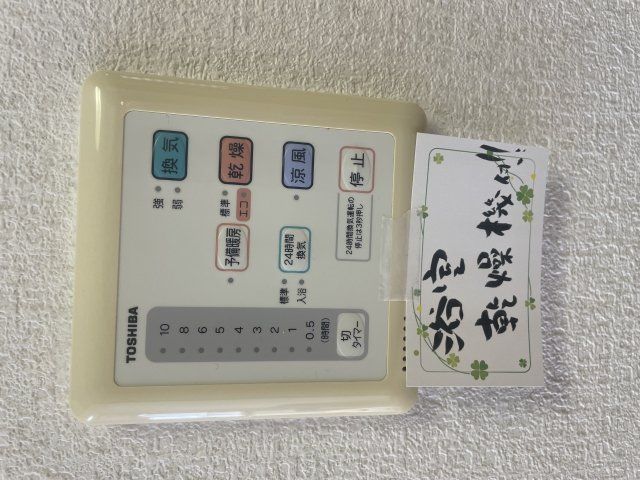 TOSHIBA
換気
強
弱
乾燥
標準
エコ
涼風
停止
予備暖房
24時間
換気
標準
入浴
24時間換気運転の
停止は3秒押し
10
8
6
5
4
3
2
1
0.5
(時間)
切
タイマー
浴室
乾燥機